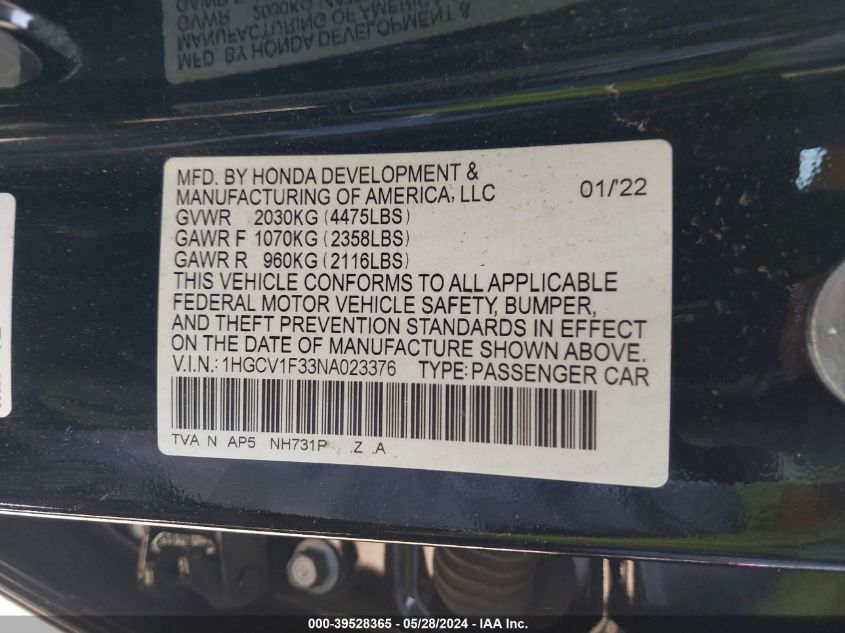 MFD. BY HONDA DEVELOPMENT &
MANUFACTURING OF AMERICA, LLC 01/'22
GVWR 2030KG (4475LBS)
GAWR F 1070KG (2358LBS)
GAWR R 960KG (2116LBS)
THIS VEHICLE CONFORMS TO ALL APPLICABLE
FEDERAL MOTOR VEHICLE SAFETY, BUMPER,
AND THEFT PREVENTION STANDARDS IN EFFECT
ON THE DATE OF MANUFACTURE SHOWN ABOVE.
V.I.N.: 1HGCV1F33NA023376 TYPE: PASSENGER CAR
TVA N AP5 NH731P .Z .A
000-39528365 - 05/28/2024 - IAA Inc.